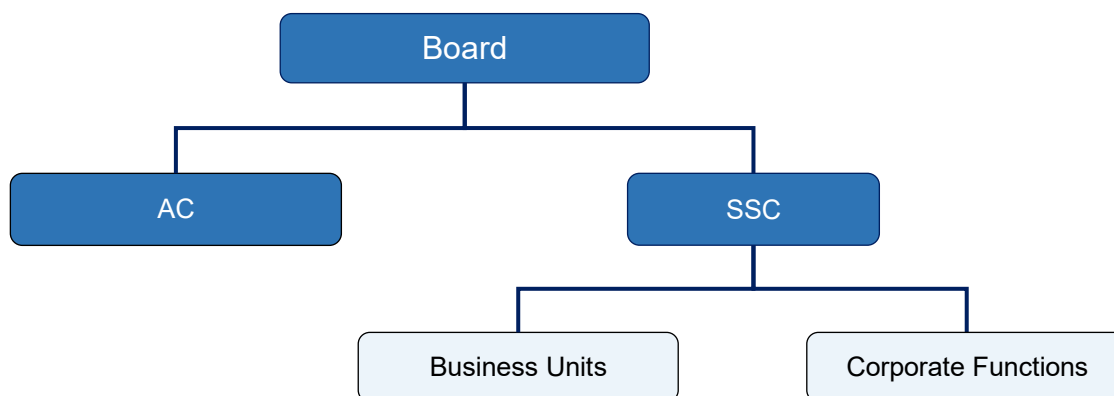 Board
AC
SSC
Business Units
Corporate Functions